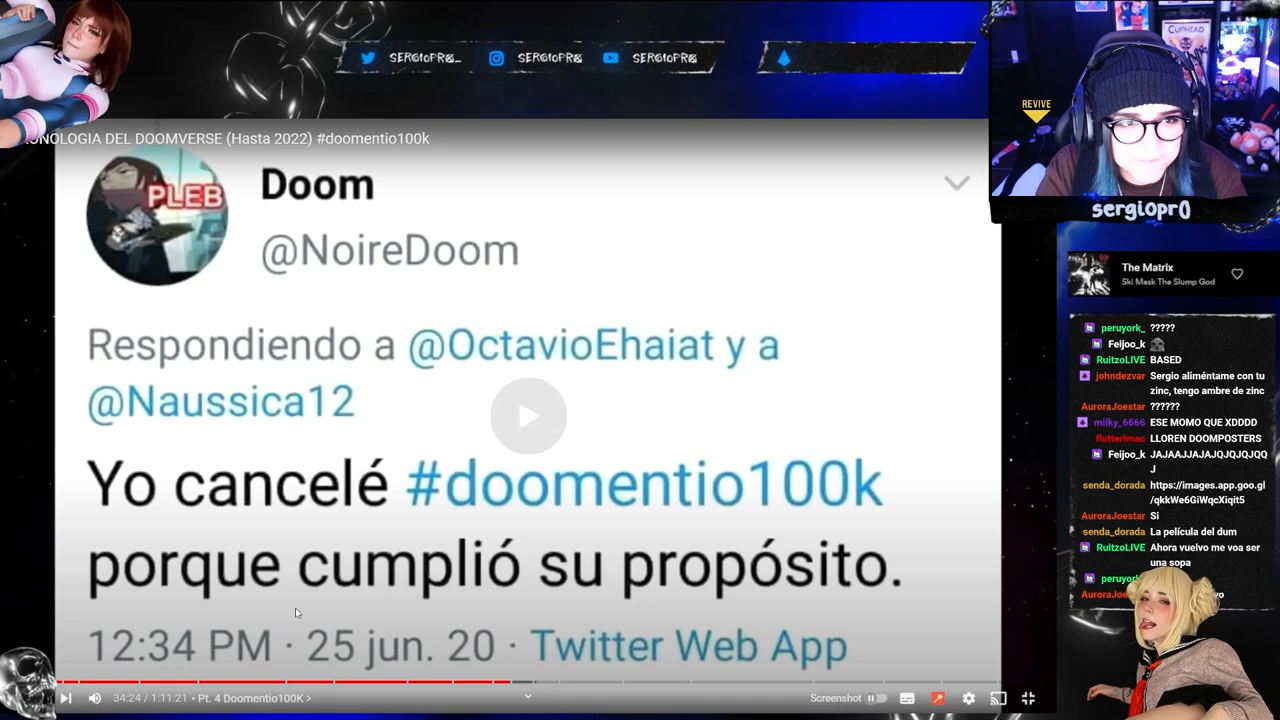 SERGIOPR0_
SERGIOPR0
SERGIOPR0
CUPHEAD
REVIVE
NOLOGIA DEL DOOMVERSE (Hasta 2022) #doomentio100k
PLEB
Doom
@NoireDoom
Respondiendo a @OctavioEhaiat y a
@Naussica12
Yo cancelé #doomentio100k
porque cumplió su propósito.
12:34 PM · 25 jun. 20 · Twitter Web App
34:24 / 1:11:21 • Pt. 4 Doomentio100K
Screenshot
sergiopr0
The Matrix
Ski Mask The Slump God
peruyork_ ?????
Feijoo_k
RuitzoLIVE BASED
johndezvar Sergio aliméntame con tu
zinc, tengo ambre de zinc
AuroraJoestar ??????
milky_6666 ESE MOMO QUE XDDDD
flutterlmao LLOREN DOOMPOSTERS
Feijoo_k JAJAAJJAJAJQJQJQJQQ
J
senda_dorada https://images.app.goo.gl
/qkkWe6GiWqcXiqit5
AuroraJoestar Si
senda_dorada La película del dum
RuitzoLIVE Ahora vuelvo me voa ser
una sopa